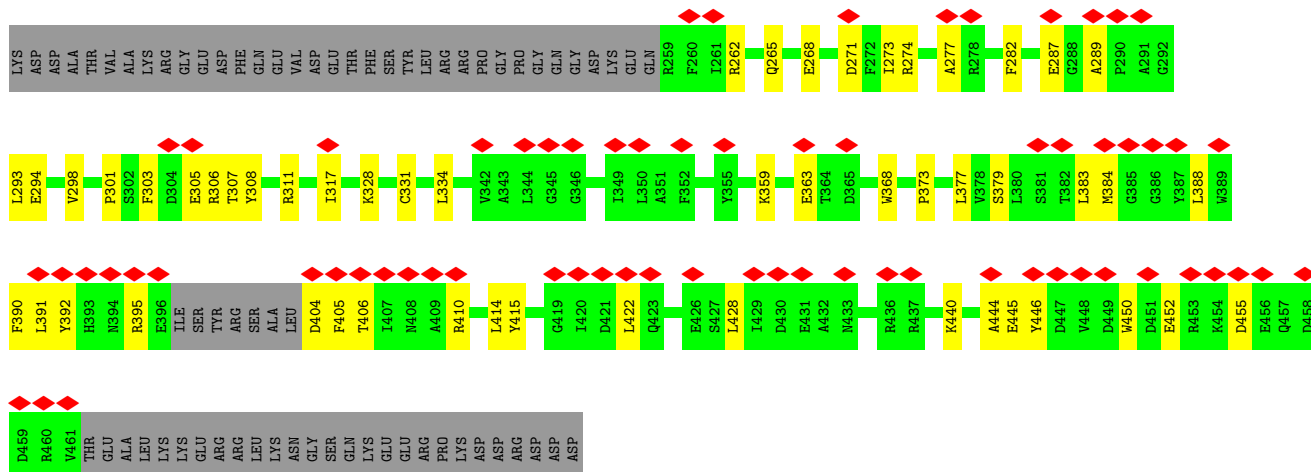 LYS ASP ASP ALA THR VAL ALA LYS ARG GLY GLU ASP PHE GLN GLU VAL ASP GLU THR PHE SER TYR LEU ARG ARG PRO GLY PRO GLY GLN GLY ASP LYS GLU GLN R259 F260 I261 R262 Q265 E268 D271 F272 I273 R274 A277 R278 F282 E287 G288 A289 P290 A291 G292
L293 E294 V298 P301 S302 F303 D304 E305 R306 T307 Y308 R311 I317 K328 C331 L334 V342 A343 L344 G345 G346 I349 L350 A351 F352 Y355 K359 E363 T364 D365 W368 P373 L377 V378 S379 L380 S381 T382 L383 M384 G385 G386 Y387 L388 W389
F390 L391 Y392 H393 N394 R395 E396 ILE SER TYR ARG SER ALA LEU D404 F405 T406 I407 N408 A409 R410 L414 Y415 G419 I420 D421 L422 Q423 E426 S427 L428 I429 D430 E431 A432 N433 R436 R437 K440 A444 E445 Y446 D447 V448 D449 W450 D451 E452 R453 K454 D455 E456 Q457 D458
D459 R460 V461 THR GLU ALA LEU LYS LYS GLU ARG ARG LEU LYS ASN GLY SER GLN LYS GLU GLU ARG PRO LYS ASP ASP ARG ASP ASP ASP